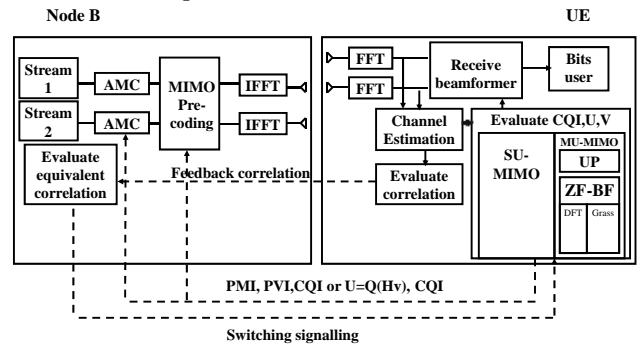 Node B
UE
Stream
1
AMC
MIMO
Pre-
coding
IFFT
Stream
2
AMC
IFFT
Evaluate
equivalent
correlation
Feedback correlation
FFT
FFT
Receive
beamformer
Bits
user
Channel
Estimation
Evaluate
correlation
Evaluate CQI,U,V
SU-
MIMO
MU-MIMO
UP
ZF-BF
DFT
Grass
PMI, PVI,CQI or U=Q(Hv), CQI
Switching signalling